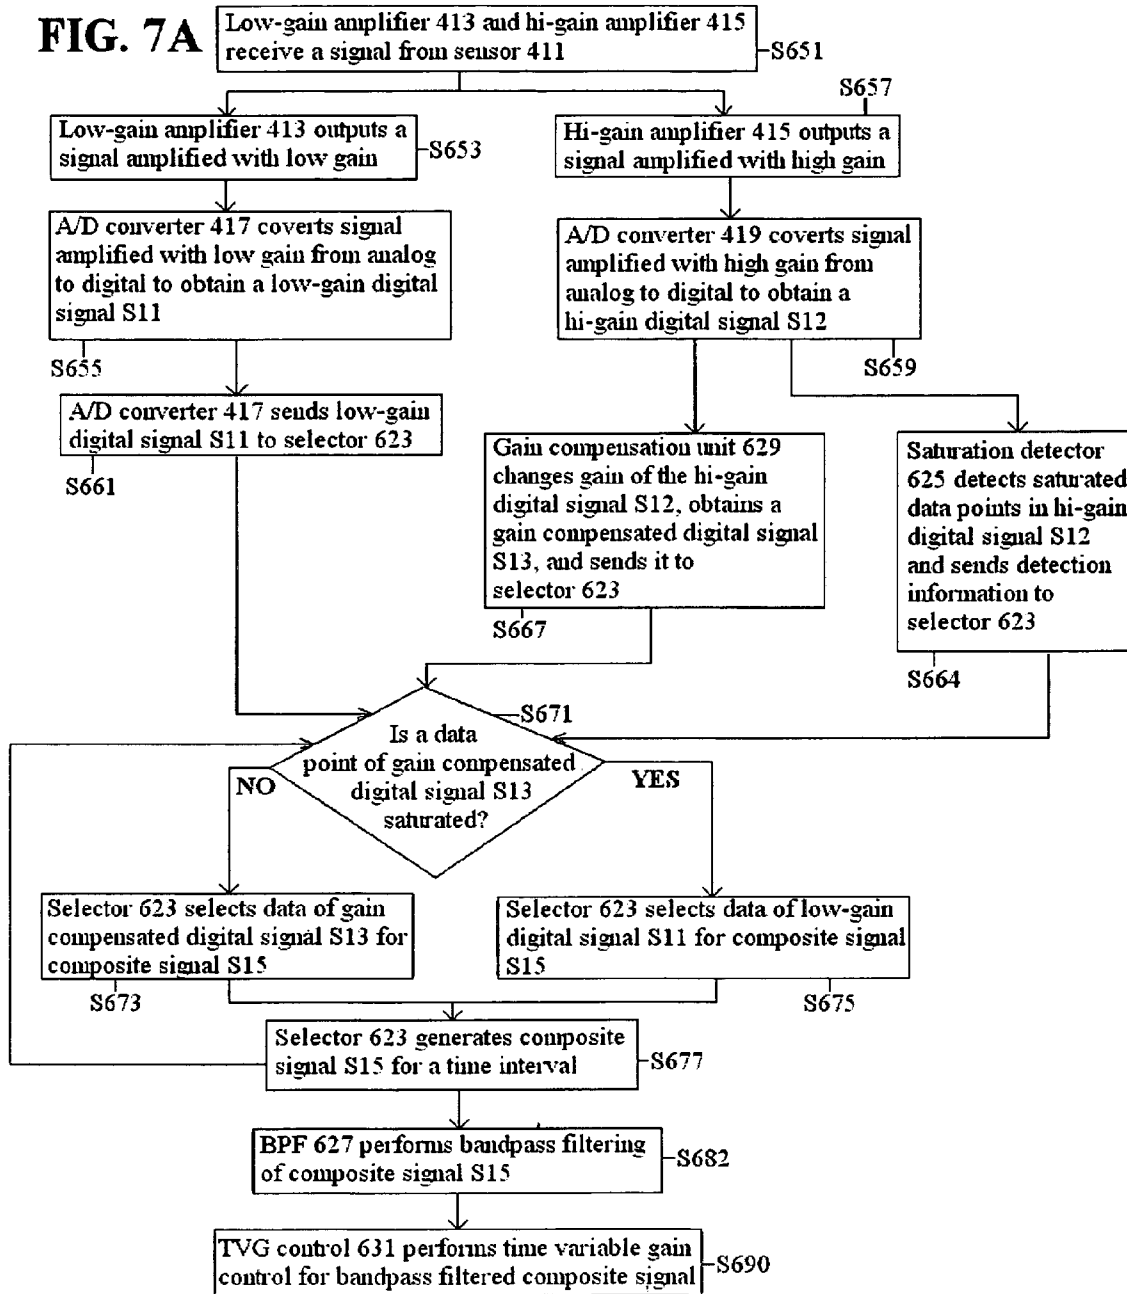 FIG. 7A
Low-gain amplifier 413 and hi-gain amplifier 415
receive a signal from sensor 411
S651
S657
Low-gain amplifier 413 outputs a
signal amplified with low gain
S653
Hi-gain amplifier 415 outputs a
signal amplified with high gain
A/D converter 417 coverts signal
amplified with low gain from analog
to digital to obtain a low-gain digital
signal S11
S655
A/D converter 419 coverts signal
amplified with high gain from
analog to digital to obtain a
hi-gain digital signal S12
S659
A/D converter 417 sends low-gain
digital signal S11 to selector 623
S661
Gain compensation unit 629
changes gain of the hi-gain
digital signal S12, obtains a
gain compensated digital signal
S13, and sends it to
selector 623
S667
Saturation detector
625 detects saturated
data points in hi-gain
digital signal S12
and sends detection
information to
selector 623
S664
S671
Is a data
point of gain compensated
digital signal S13
saturated?
NO
YES
Selector 623 selects data of gain
compensated digital signal S13 for
composite signal S15
S673
Selector 623 selects data of low-gain
digital signal S11 for composite signal
S15
S675
Selector 623 generates composite
signal S15 for a time interval
S677
BPF 627 performs bandpass filtering
of composite signal S15
S682
TVG control 631 performs time variable gain
control for bandpass filtered composite signal
S690